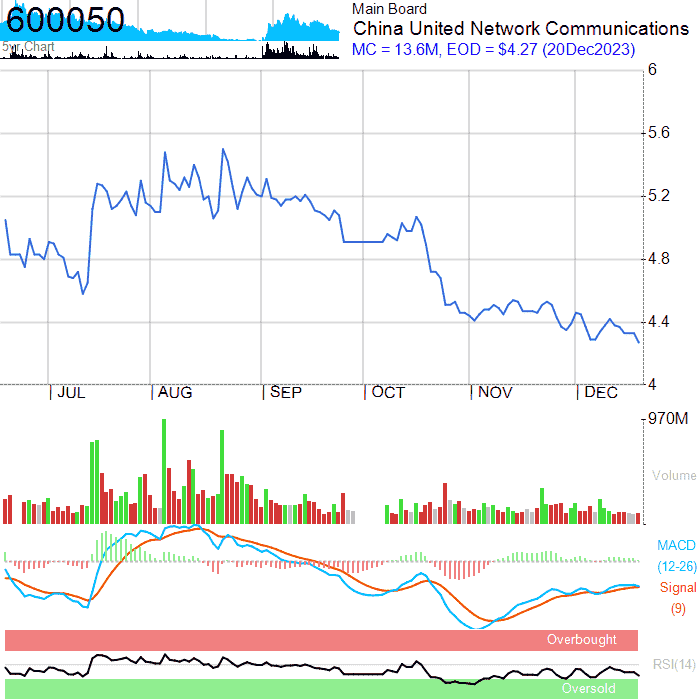 600050
5yr Chart
Main Board
China United Network Communications
MC = 13.6M, EOD = $4.27 (20Dec2023)
6
5.6
5.2
4.8
4.4
4
JUL
AUG
SEP
OCT
NOV
DEC
970M
Volume
MACD
(12-26)
Signal
(9)
Overbought
RSI(14)
Oversold